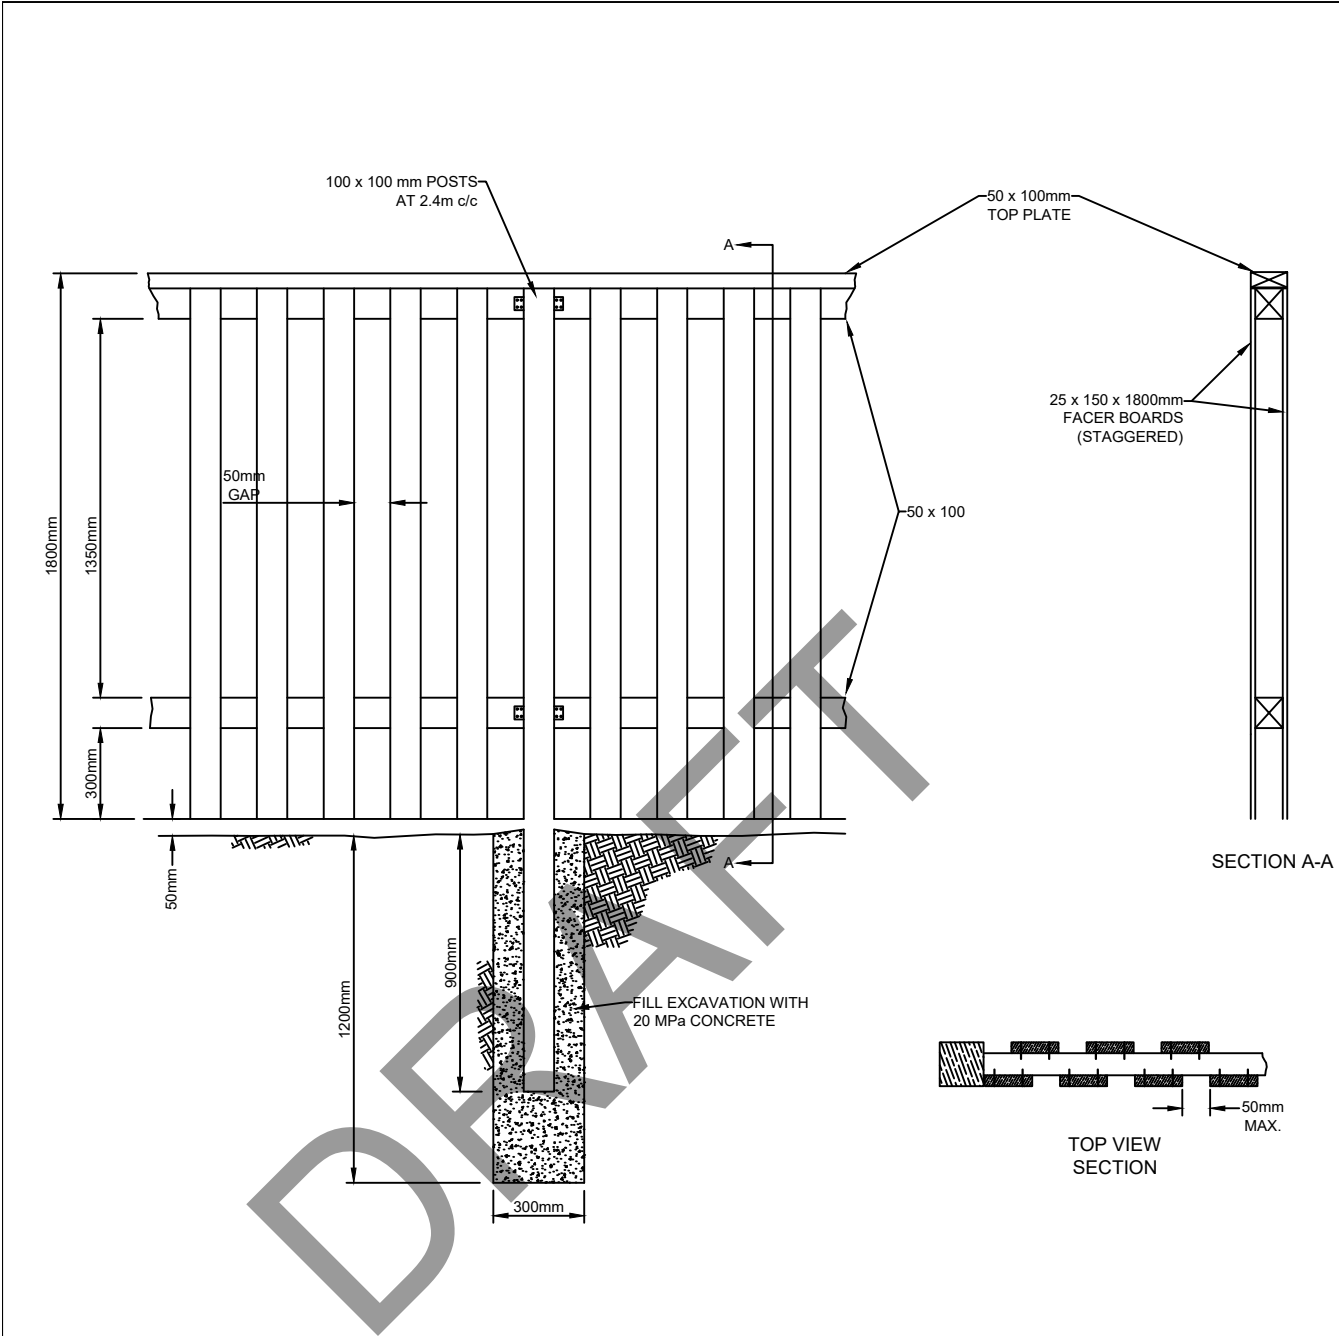 100 x 100 mm POSTS
AT 2.4m c/c
50 x 100mm
TOP PLATE
A
25 x 150 x 1800mm
FACER BOARDS
(STAGGERED)
50mm
GAP
50 x 100
1800mm
1350mm
300mm
50mm
A
SECTION A-A
900mm
1200mm
FILL EXCAVATION WITH
20 MPa CONCRETE
300mm
50mm
MAX.
TOP VIEW
SECTION
DRAFT